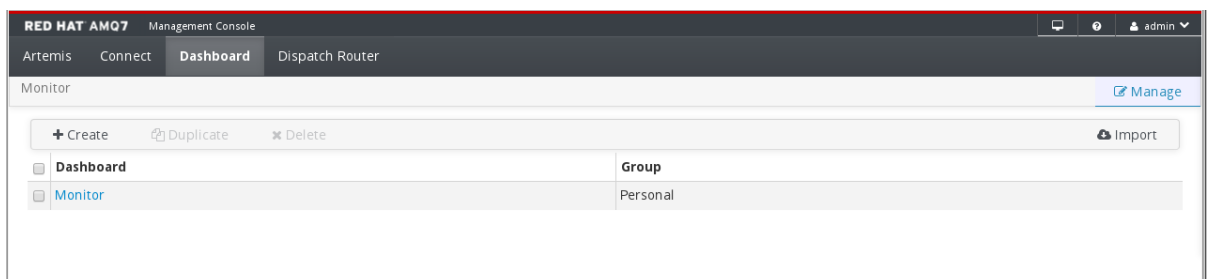 RED HAT AMQ7 Management Console admin
Artemis Connect Dashboard Dispatch Router
Monitor Manage
Create Duplicate Delete Import
Dashboard Group
Monitor Personal